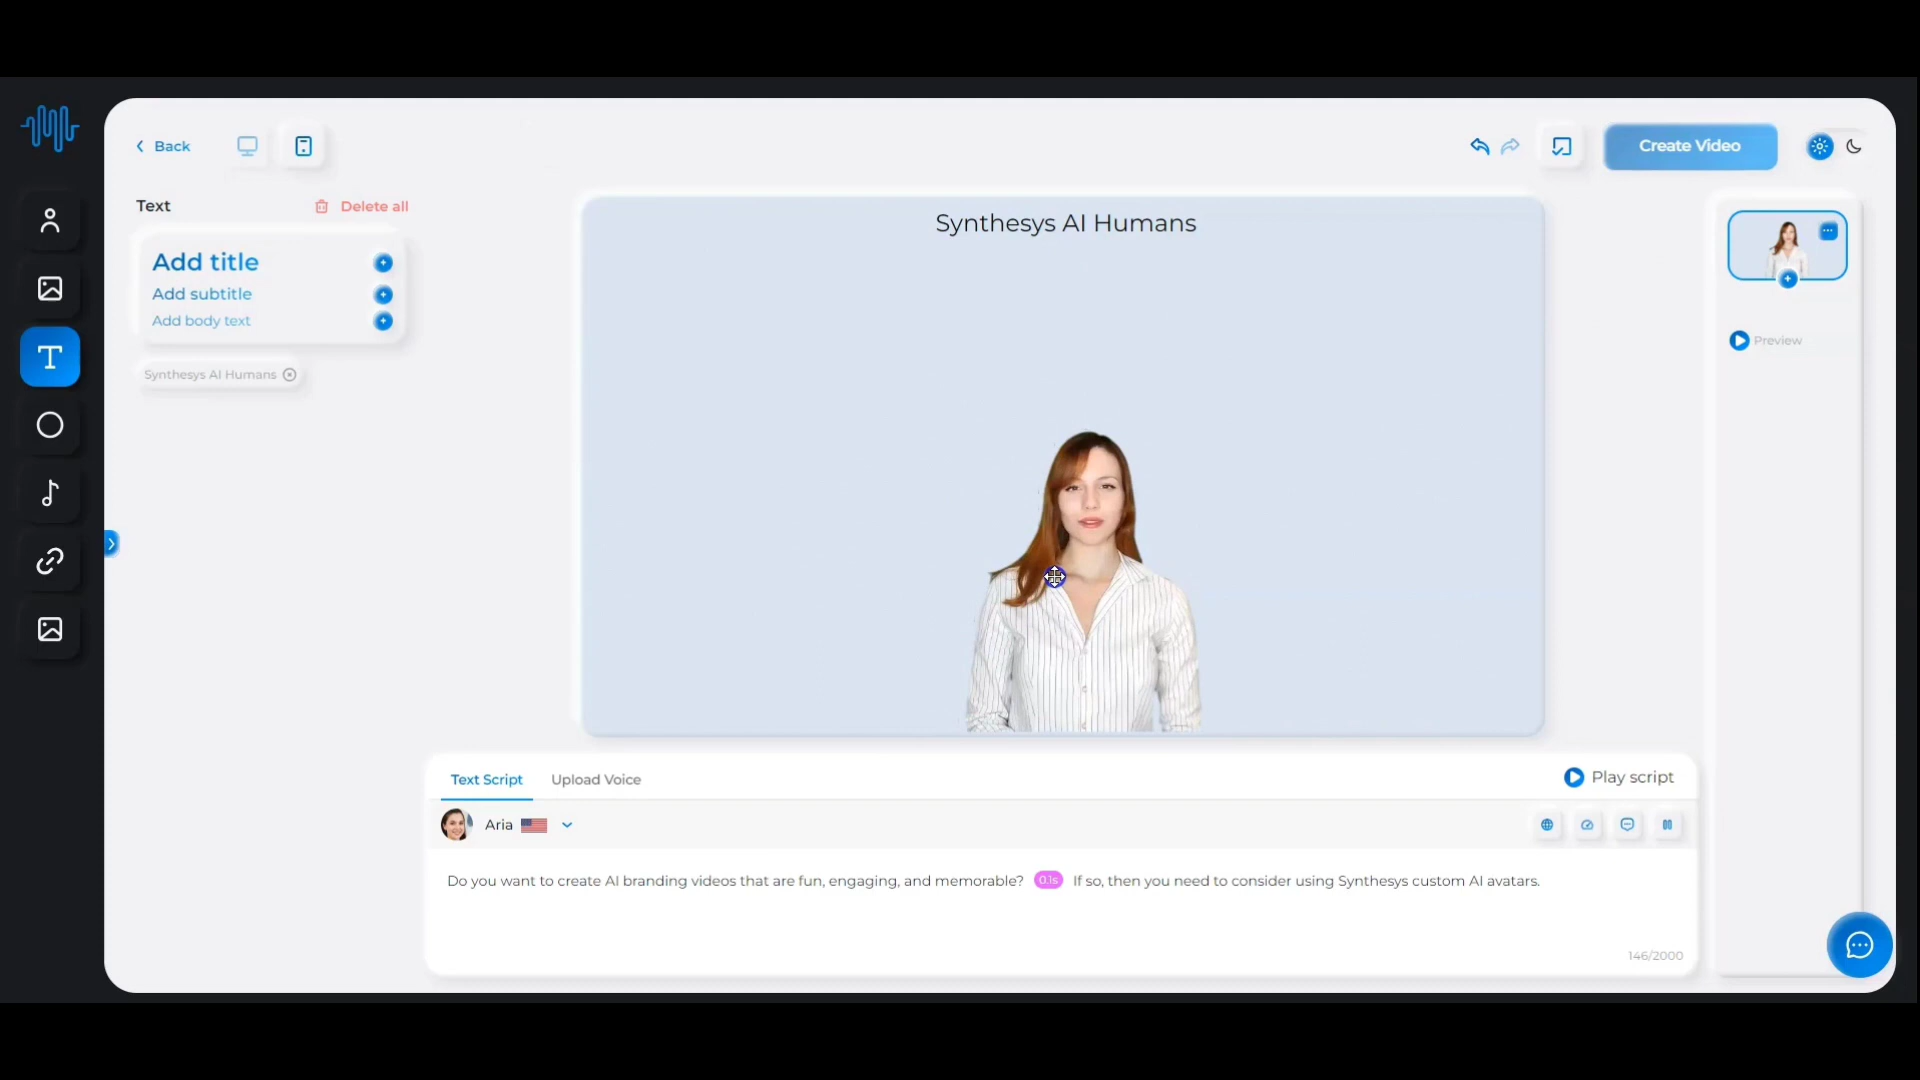 Back
Create Video
Text
Delete all
Add title
Add subtitle
Add body text
Synthesys AI Humans
Synthesys AI Humans
Preview
Text Script
Upload Voice
Play script
Aria
Do you want to create AI branding videos that are fun, engaging, and memorable? 0.1s If so, then you need to consider using Synthesys custom AI avatars.
146/2000